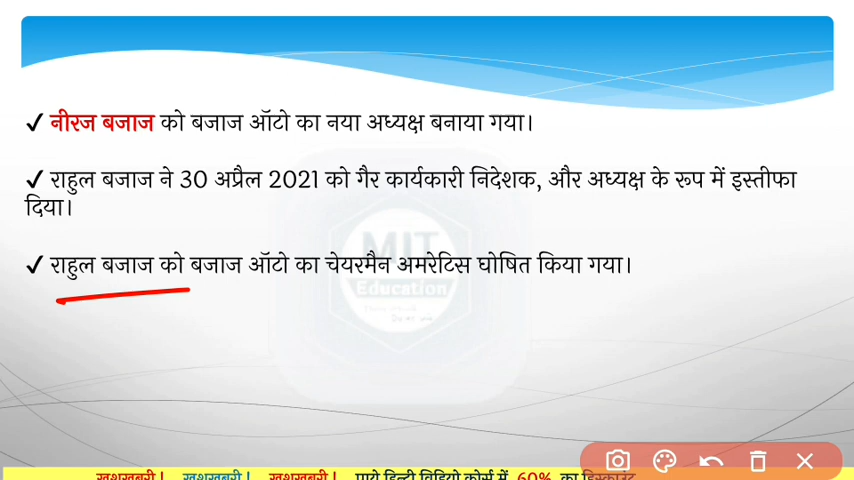 ✓ नीरज बजाज को बजाज ऑटो का नया अध्यक्ष बनाया गया।
✓ राहुल बजाज ने 30 अप्रैल 2021 को गैर कार्यकारी निदेशक, और अध्यक्ष के रूप में इस्तीफा
दिया।
✓ राहुल बजाज को बजाज ऑटो का चेयरमैन अमरेटिस घोषित किया गया।
MIT
Education
खुशखबरी ! खुशखबरी ! खुशखबरी ! पाये हिन्दी विडियो कोर्स में 60% का डिस्काउंट